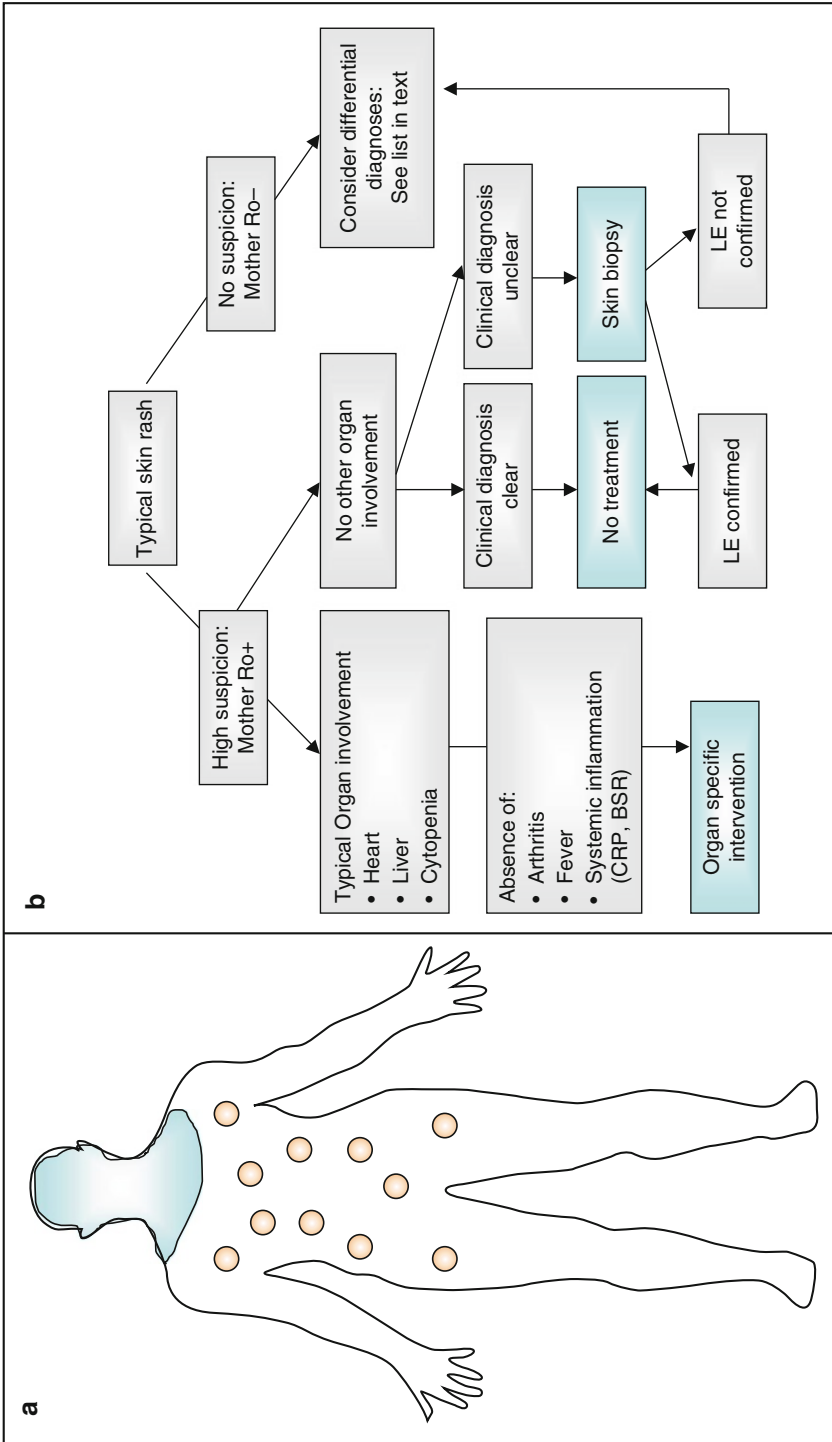 a
b
Typical skin rash
High suspicion:
Mother Ro+
No suspicion:
Mother Ro–
Typical Organ involvement
• Heart
• Liver
• Cytopenia
No other organ
involvement
Consider differential
diagnoses:
See list in text
Absence of:
• Arthritis
• Fever
• Systemic inflammation
(CRP, BSR)
Clinical diagnosis
clear
Clinical diagnosis
unclear
No treatment
Skin biopsy
Organ specific
intervention
LE confirmed
LE not
confirmed